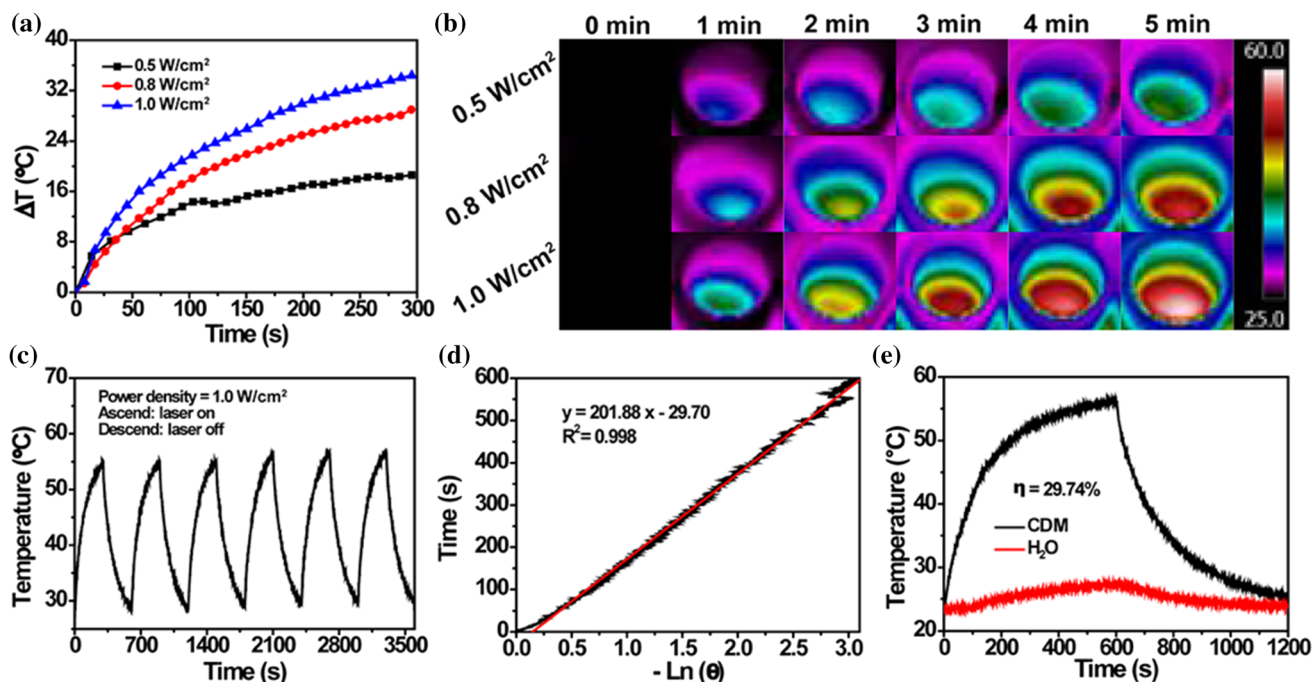 (a)
40
32
24
16
8
0
ΔT (℃)
0.5 W/cm²
0.8 W/cm²
1.0 W/cm²
0 50 100 150 200 250 300
Time (s)
(b)
0 min 1 min 2 min 3 min 4 min 5 min
0.5 W/cm²
0.8 W/cm²
1.0 W/cm²
60.0
25.0
(c)
70
60
50
40
30
Temperature (℃)
Power density = 1.0 W/cm²
Ascend: laser on
Descend: laser off
0 700 1400 2100 2800 3500
Time (s)
(d)
600
500
400
300
200
100
0
Time (s)
y = 201.88 x - 29.70
R² = 0.998
0.0 0.5 1.0 1.5 2.0 2.5 3.0
- Ln (θ)
(e)
60
50
40
30
20
Temperature (°C)
η = 29.74%
CDM
H₂O
0 200 400 600 800 1000 1200
Time (s)